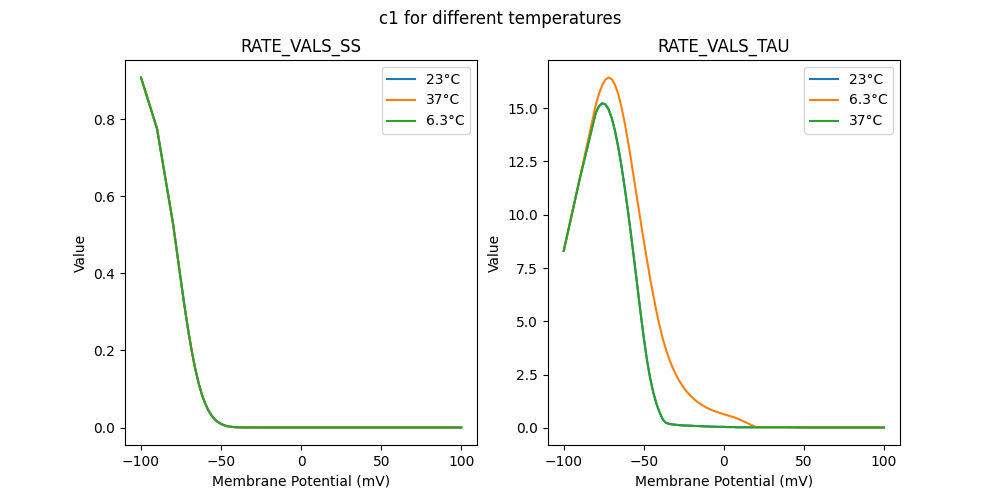 c1 for different temperatures
RATE_VALS_SS
RATE_VALS_TAU
Value
0.8
0.6
0.4
0.2
0.0
23°C
37°C
6.3°C
−100
−50
0
50
100
Membrane Potential (mV)
Value
15.0
12.5
10.0
7.5
5.0
2.5
0.0
23°C
6.3°C
37°C
−100
−50
0
50
100
Membrane Potential (mV)